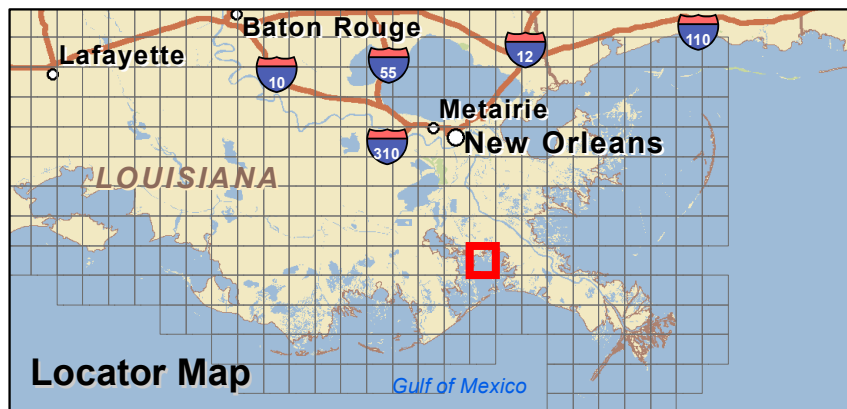 Baton Rouge
110
12
Lafayette
55
10
Metairie
New Orleans
310
LOUISIANA
Locator Map
Gulf of Mexico